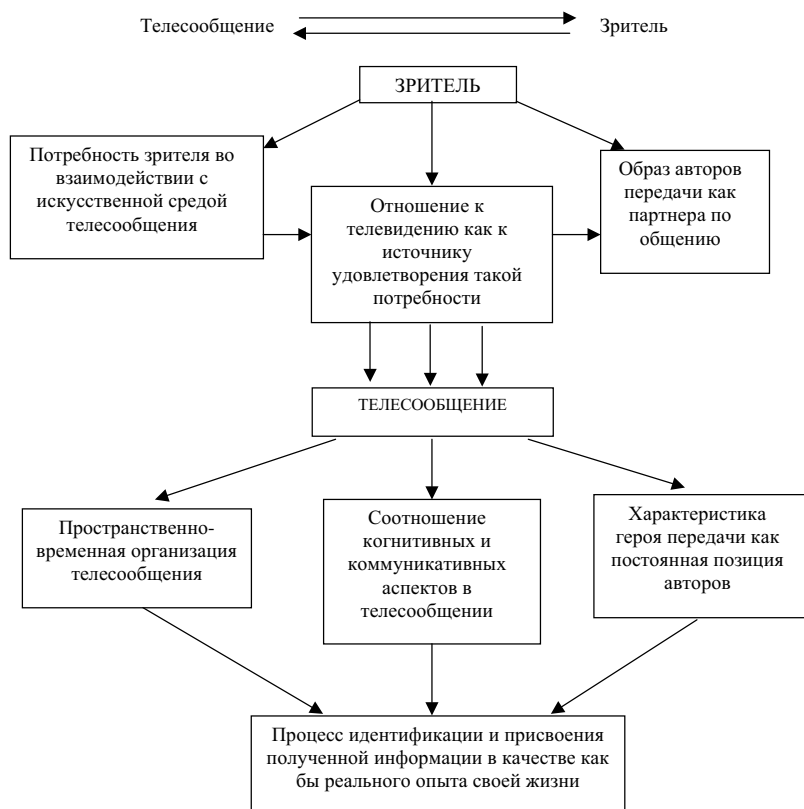 Телесообщение
Зритель
ЗРИТЕЛЬ
Потребность зрителя во
взаимодействии с
искусственной средой
телесообщения
Отношение к
телевидению как к
источнику
удовлетворения такой
потребности
Образ авторов
передачи как
партнера по
общению
ТЕЛЕСООБЩЕНИЕ
Пространственно-
временная организация
телесообщения
Соотношение
когнитивных и
коммуникативных
аспектов в
телесообщении
Характеристика
героя передачи как
постоянная позиция
авторов
Процесс идентификации и присвоения
полученной информации в качестве как
бы реального опыта своей жизни